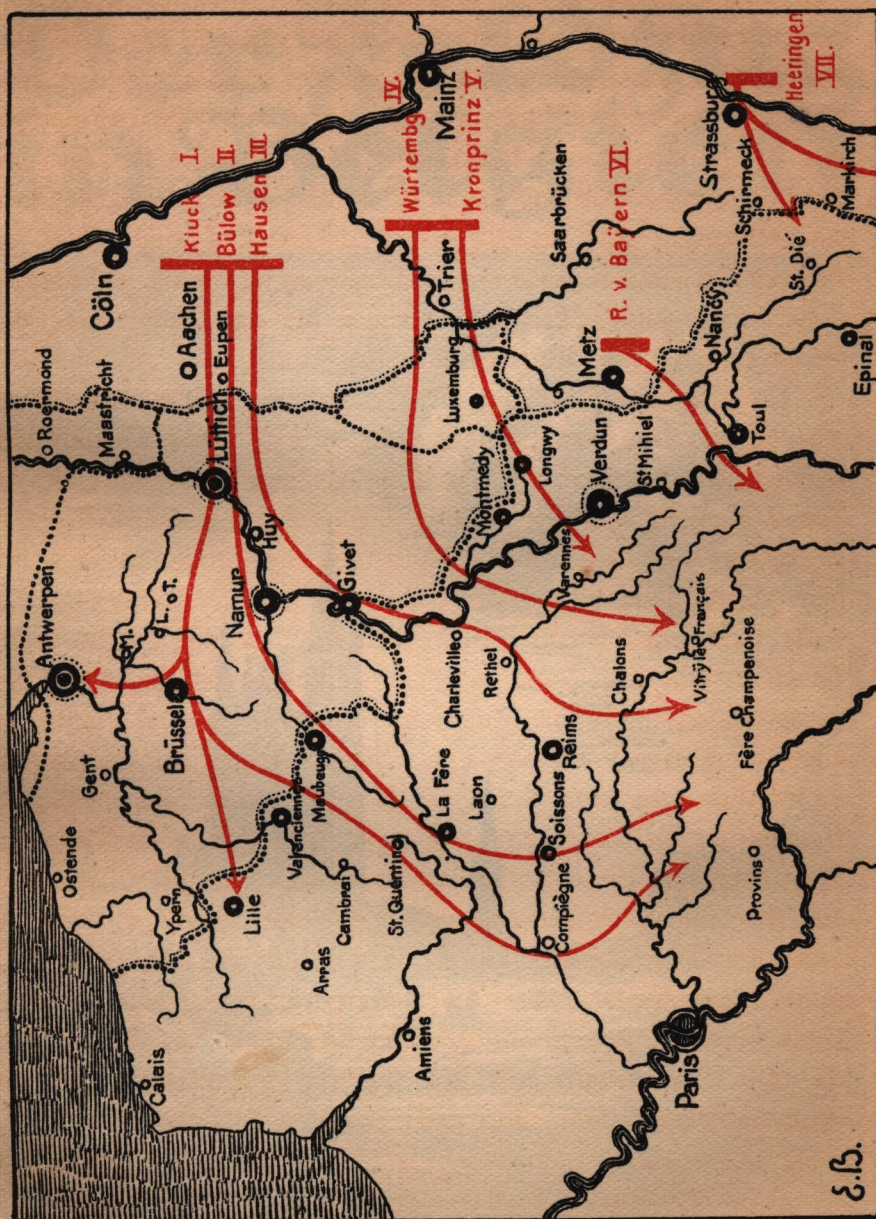 Roermond
Maastricht
Cöln
Aachen
Eupen
Lüttich
Kluck I.
Bülow II.
Hausen III.
Antwerpen
M.
L.
T.
Brüssel
Gent
Ostende
Ypern
Lille
Calais
Huy
Namur
Givet
Maubeuge
Valenciennes
Cambrai
Arras
St. Quentin
Amiens
Mainz
Würtembg. IV.
Kronprinz V.
Trier
Luxemburg
Saarbrücken
Montmedy
Longwy
Charleville
Rethel
La Fère
Laon
Reims
Soissons
Compiègne
Metz
R. v. Bayern VI.
Verdun
St Mihiel
Varennes
Chalons
Vitry le Français
Fère Champenoise
Provins
Paris
Strassburg
Heeringen
VII.
Schirmeck
Markirch
St. Dié
Nancy
Toul
Epinal
E.B.